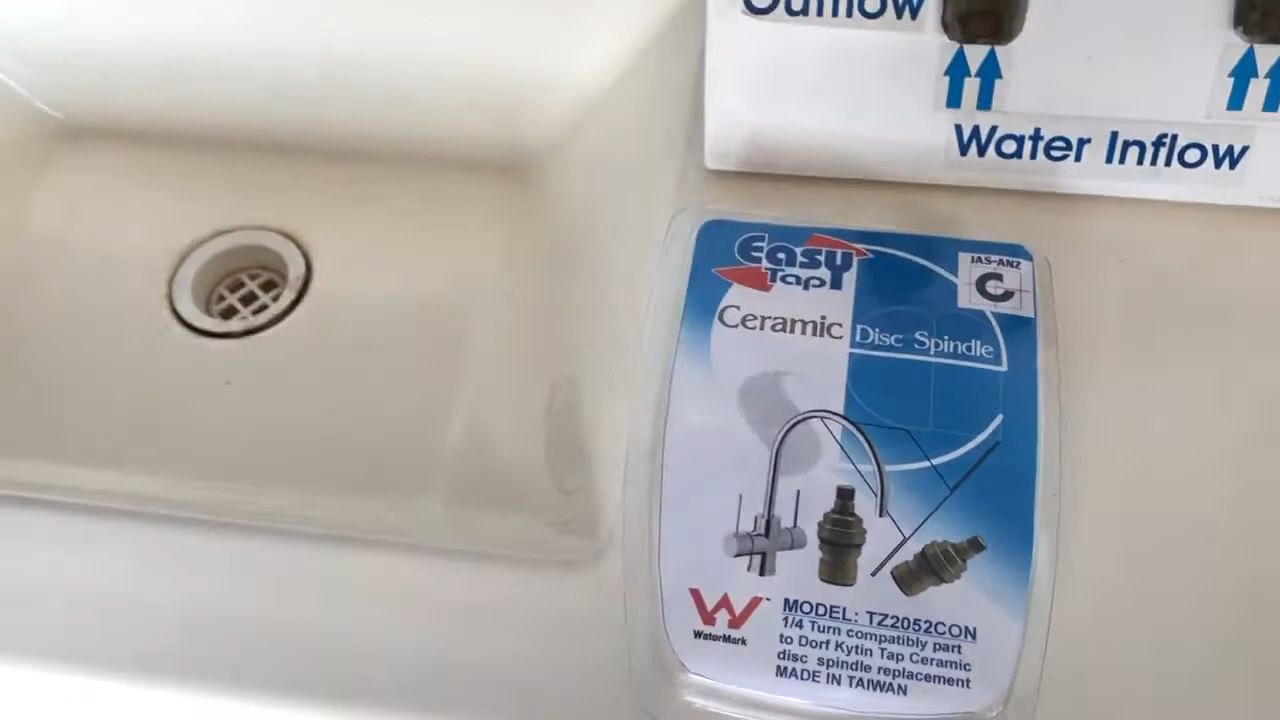 Outflow
Water Inflow
Easy
Tap
JAS-ANZ
Ceramic Disc Spindle
WaterMark
MODEL: TZ2052CON
1/4 Turn compatibly part
to Dorf Kytin Tap Ceramic
disc spindle replacement
MADE IN TAIWAN